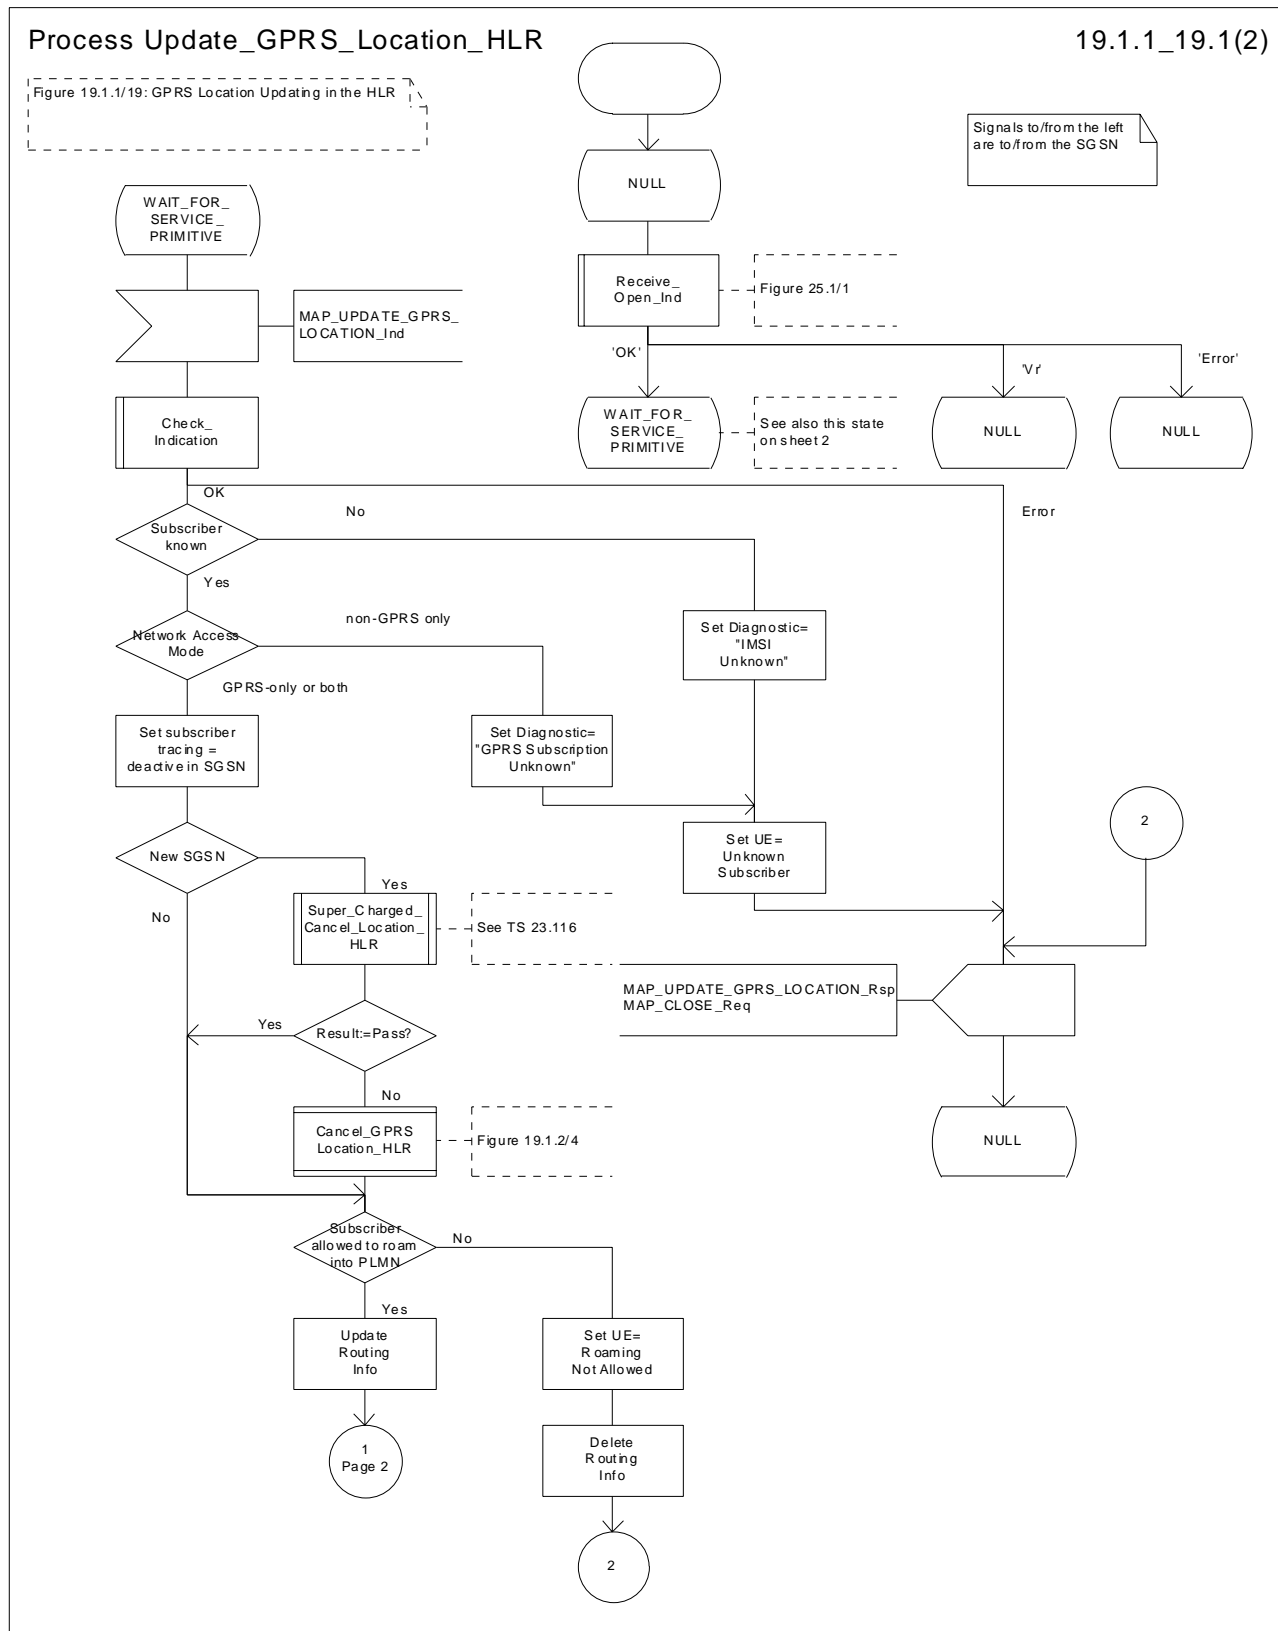 Process Update_GPRS_Location_HLR
19.1.1_19.1(2)
Figure 19.1.1/19: GPRS Location Updating in the HLR
Signals to/from the left
are to/from the SGSN
NULL
WAIT_FOR_
SERVICE_
PRIMITIVE
Receive_
Open_Ind
Figure 25.1/1
MAP_UPDATE_GPRS_
LOCATION_Ind
'OK'
'Vr'
'Error'
Check_
Indication
WAIT_FOR_
SERVICE_
PRIMITIVE
See also this state
on sheet 2
NULL
NULL
OK
No
Error
Subscriber
known
Yes
Network Access
Mode
non-GPRS only
Set Diagnostic=
"IMSI
Unknown"
GPRS-only or both
Set subscriber
tracing =
deactive in SGSN
Set Diagnostic=
"GPRS Subscription
Unknown"
2
New SGSN
Set UE=
Unknown
Subscriber
Yes
No
Super_Charged_
Cancel_Location_
HLR
See TS 23.116
MAP_UPDATE_GPRS_LOCATION_Rsp
MAP_CLOSE_Req
Yes
Result:=Pass?
No
Cancel_GPRS
Location_HLR
Figure 19.1.2/4
NULL
Subscriber
allowed to roam
into PLMN
No
Yes
Update
Routing
Info
Set UE=
Roaming
Not Allowed
1
Page 2
Delete
Routing
Info
2